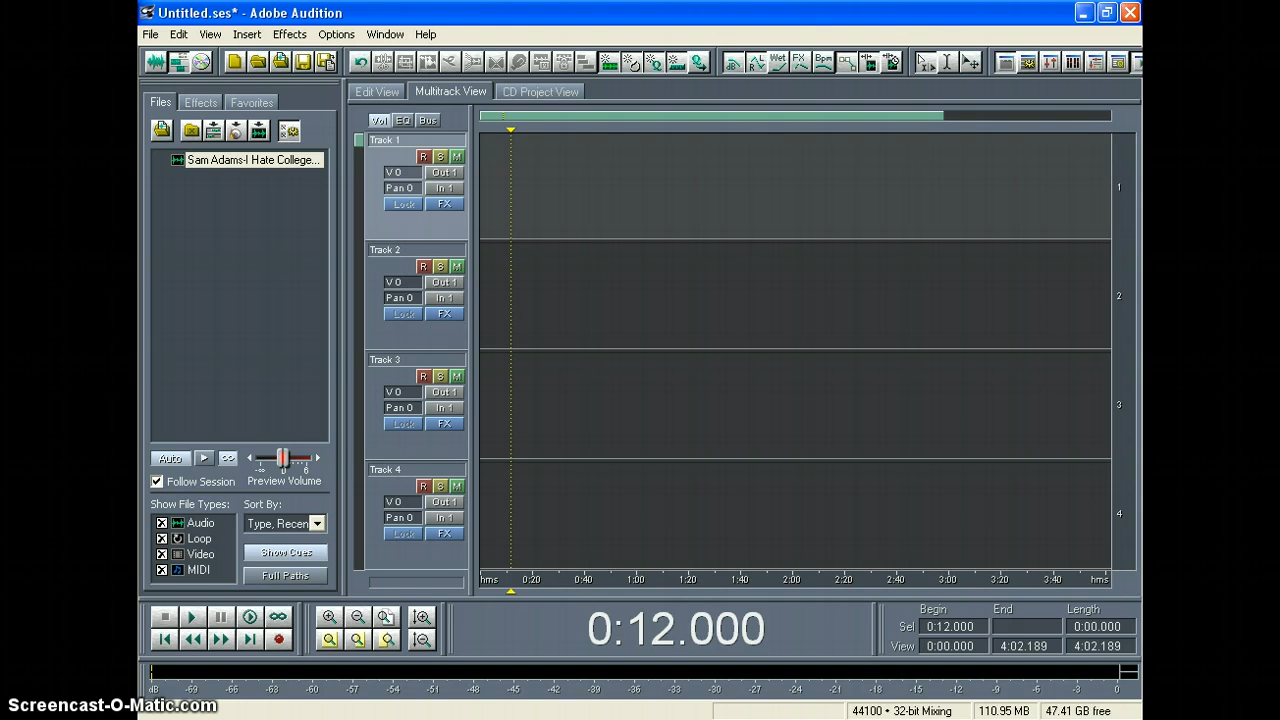 Untitled.ses* - Adobe Audition
File Edit View Insert Effects Options Window Help
Wet FX Bpm
Files Effects Favorites
Edit View Multitrack View CD Project View
Vol EQ Bus
Sam Adams-I Hate College...
Track 1
R S M
V 0 Out 1
Pan 0 In 1
Lock FX
1
Track 2
R S M
V 0 Out 1
Pan 0 In 1
Lock FX
2
Track 3
R S M
V 0 Out 1
Pan 0 In 1
Lock FX
3
Track 4
R S M
V 0 Out 1
Pan 0 In 1
Lock FX
4
Auto
-∞ 0 6
Follow Session Preview Volume
Show File Types: Sort By:
Audio Type, Recen
Loop
Video Show Cues
MIDI Full Paths
hms 0:20 0:40 1:00 1:20 1:40 2:00 2:20 2:40 3:00 3:20 3:40 hms
0:12.000
Begin End Length
Sel 0:12.000 0:00.000
View 0:00.000 4:02.189 4:02.189
dB -69 -66 -63 -60 -57 -54 -51 -48 -45 -42 -39 -36 -33 -30 -27 -24 -21 -18 -15 -12 -9 -6 -3 0
44100 • 32-bit Mixing 110.95 MB 47.41 GB free
Screencast-O-Matic.com